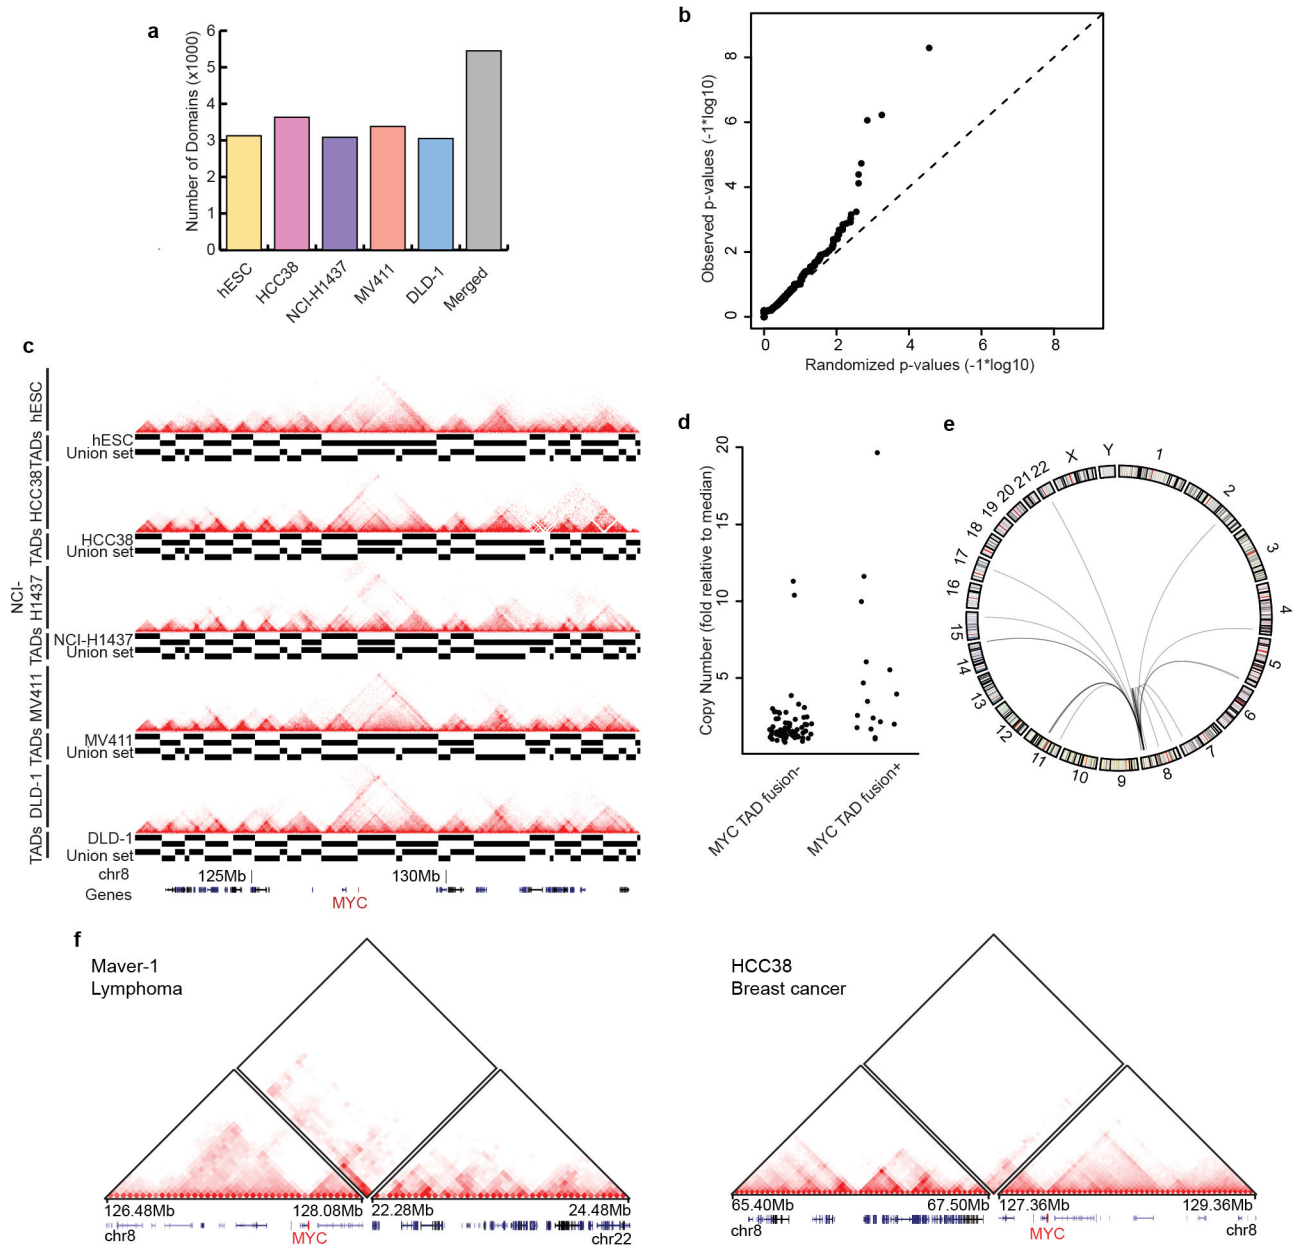 a
Number of Domains (x1000)
6
5
4
3
2
1
0
hESC
HCC38
NCI-H1437
MV411
DLD-1
Merged
b
Observed p-values (-1*log10)
8
6
4
2
0
0 2 4 6 8
Randomized p-values (-1*log10)
c
hESC
TADs
hESC
Union set
HCC38
TADs
HCC38
Union set
NCI-
H1437
TADs
NCI-H1437
Union set
MV411
TADs
MV411
Union set
DLD-1
TADs
DLD-1
Union set
chr8
125Mb
130Mb
Genes
MYC
d
Copy Number (fold relative to median)
20
15
10
5
MYC TAD fusion-
MYC TAD fusion+
e
1
2
3
4
5
6
7
8
9
10
11
12
13
14
15
16
17
18
19
20
21
22
X
Y
f
Maver-1
Lymphoma
126.48Mb
128.08Mb
22.28Mb
24.48Mb
chr8
MYC
chr22
HCC38
Breast cancer
65.40Mb
67.50Mb
127.36Mb
129.36Mb
chr8
MYC
chr8